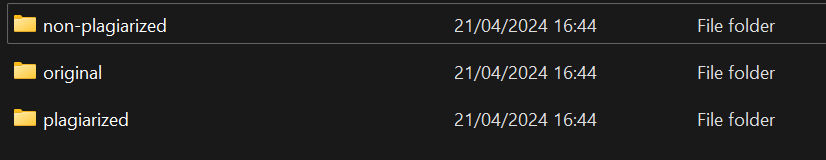 non-plagiarized 21/04/2024 16:44 File folder
original 21/04/2024 16:44 File folder
plagiarized 21/04/2024 16:44 File folder